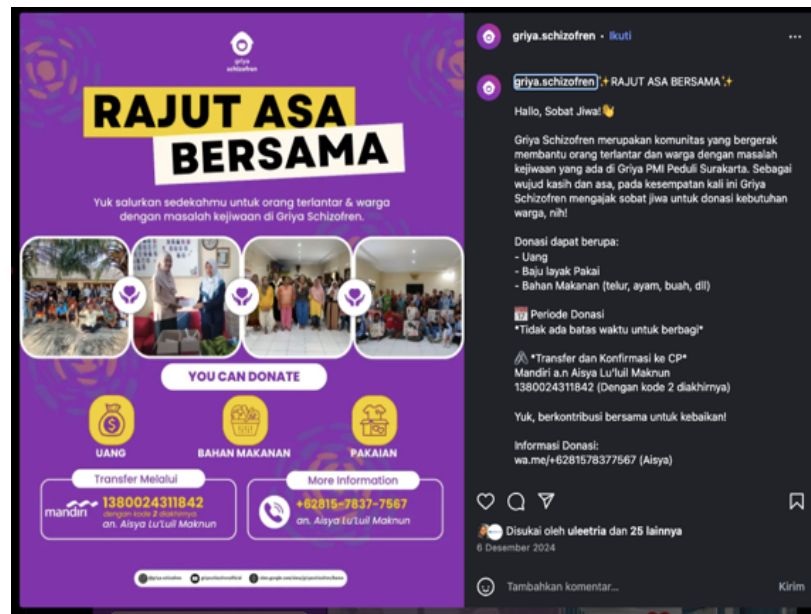 griya
schizofren
RAJUT ASA
BERSAMA
Yuk salurkan sedekahmu untuk orang terlantar & warga
dengan masalah kejiwaan di Griya Schizofren.
YOU CAN DONATE
UANG
BAHAN MAKANAN
PAKAIAN
Transfer Melalui
mandiri
1380024311842
dengan kode 2 diakhirnya
an. Aisya Lu'Luil Maknun
More Information
+62815-7837-7567
an. Aisya Lu'Luil Maknun
griya.schizofren • Ikuti
griya.schizofren ✨RAJUT ASA BERSAMA✨
Hallo, Sobat Jiwa!👋
Griya Schizofren merupakan komunitas yang bergerak
membantu orang terlantar dan warga dengan masalah
kejiwaan yang ada di Griya PMI Peduli Surakarta. Sebagai
wujud kasih dan asa, pada kesempatan kali ini Griya
Schizofren mengajak sobat jiwa untuk donasi kebutuhan
warga, nih!
Donasi dapat berupa:
- Uang
- Baju layak Pakai
- Bahan Makanan (telur, ayam, buah, dll)
📅 Periode Donasi
*Tidak ada batas waktu untuk berbagi*
🖇 *Transfer dan Konfirmasi ke CP*
Mandiri a.n Aisya Lu'luil Maknun
1380024311842 (Dengan kode 2 diakhirnya)
Yuk, berkontribusi bersama untuk kebaikan!
Informasi Donasi:
wa.me/+6281578377567 (Aisya)
Disukai oleh uleetria dan 25 lainnya
6 Desember 2024
Tambahkan komentar...
Kirim